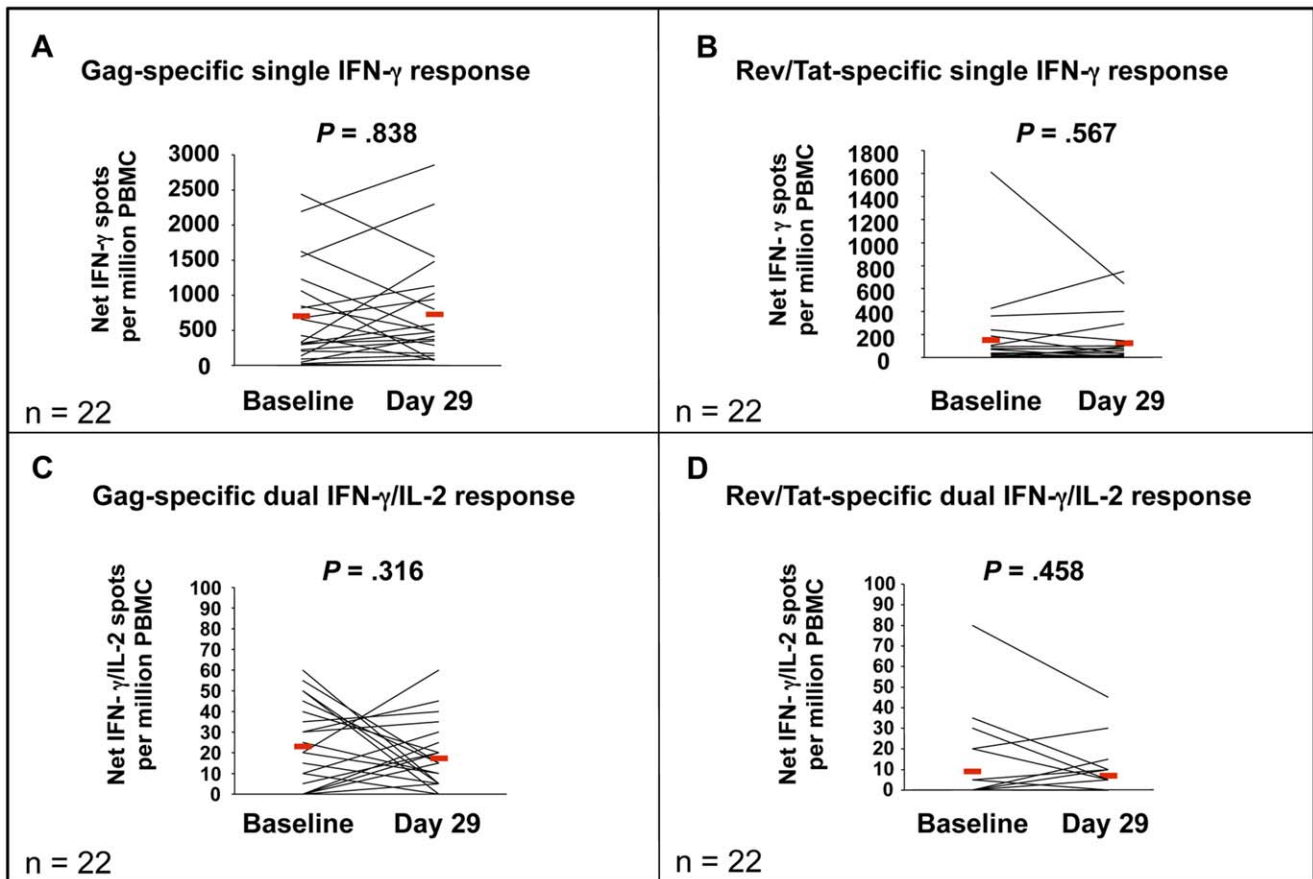 A
Gag-specific single IFN-γ response
P = .838
Net IFN-γ spots
per million PBMC
3000
2500
2000
1500
1000
500
0
Baseline Day 29
n = 22
B
Rev/Tat-specific single IFN-γ response
P = .567
Net IFN- γ spots
per million PBMC
1800
1600
1400
1200
1000
800
600
400
200
0
Baseline Day 29
n = 22
C
Gag-specific dual IFN-γ/IL-2 response
P = .316
Net IFN- γ/IL-2 spots
per million PBMC
100
90
80
70
60
50
40
30
20
10
0
Baseline Day 29
n = 22
D
Rev/Tat-specific dual IFN-γ/IL-2 response
P = .458
Net IFN- γ/IL-2 spots
per million PBMC
100
90
80
70
60
50
40
30
20
10
0
Baseline Day 29
n = 22